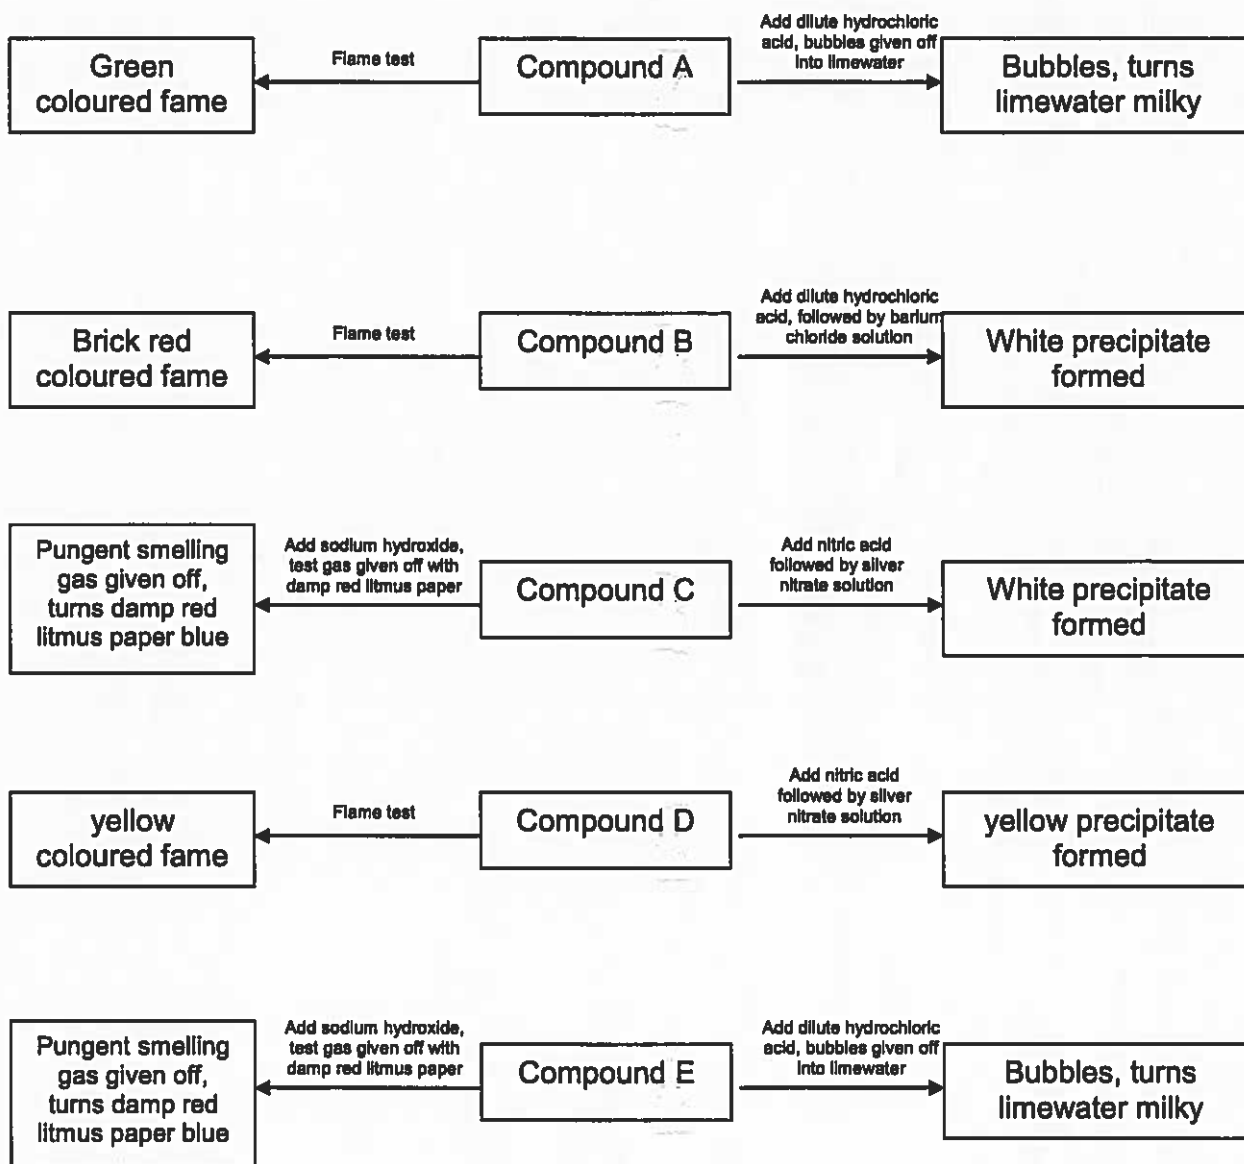 Green
coloured fame
Flame test
Compound A
Add dilute hydrochloric
acid, bubbles given off
into limewater
Bubbles, turns
limewater milky
Brick red
coloured fame
Flame test
Compound B
Add dilute hydrochloric
acid, followed by barium
chloride solution
White precipitate
formed
Pungent smelling
gas given off,
turns damp red
litmus paper blue
Add sodium hydroxide,
test gas given off with
damp red litmus paper
Compound C
Add nitric acid
followed by silver
nitrate solution
White precipitate
formed
yellow
coloured fame
Flame test
Compound D
Add nitric acid
followed by silver
nitrate solution
yellow precipitate
formed
Pungent smelling
gas given off,
turns damp red
litmus paper blue
Add sodium hydroxide,
test gas given off with
damp red litmus paper
Compound E
Add dilute hydrochloric
acid, bubbles given off
into limewater
Bubbles, turns
limewater milky